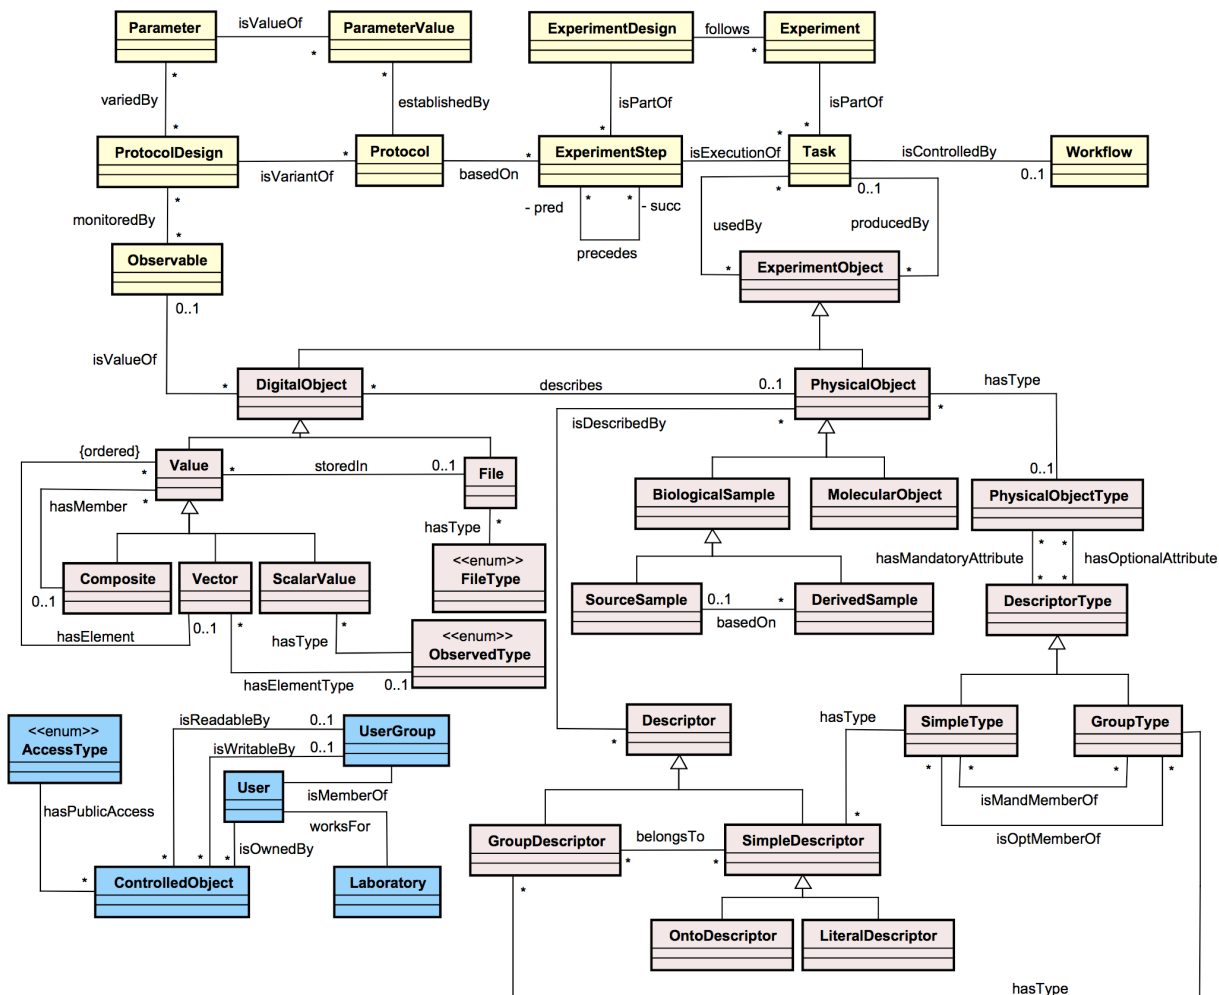 Parameter
isValueOf
ParameterValue
ExperimentDesign
follows
Experiment
*
*
*
*
variedBy
establishedBy
isPartOf
isPartOf
*
*
*
*
ProtocolDesign
*
Protocol
*
ExperimentStep
isExecutionOf
Task
isControlledBy
Workflow
isVariantOf
basedOn
0..1
0..1
*
*
*
*
- pred
- succ
monitoredBy
usedBy
producedBy
*
precedes
Observable
ExperimentObject
*
*
0..1
isValueOf
*
DigitalObject
*
describes
0..1
PhysicalObject
hasType
*
isDescribedBy
*
{ordered}
*
Value
*
storedIn
0..1
File
0..1
hasMember
*
BiologicalSample
MolecularObject
PhysicalObjectType
hasType
*
*
*
hasMandatoryAttribute
hasOptionalAttribute
<<enum>>
FileType
Composite
Vector
ScalarValue
*
*
0..1
SourceSample
0..1
*
DerivedSample
DescriptorType
basedOn
0..1
*
*
hasElement
hasType
<<enum>>
ObservedType
hasElementType
0..1
<<enum>>
AccessType
isReadableBy
0..1
UserGroup
Descriptor
*
hasType
SimpleType
GroupType
isWritableBy
0..1
*
*
*
*
*
User
isMemberOf
isMandMemberOf
hasPublicAccess
worksFor
*
isOptMemberOf
GroupDescriptor
belongsTo
SimpleDescriptor
*
*
*
isOwnedBy
*
*
*
ControlledObject
Laboratory
*
OntoDescriptor
LiteralDescriptor
hasType